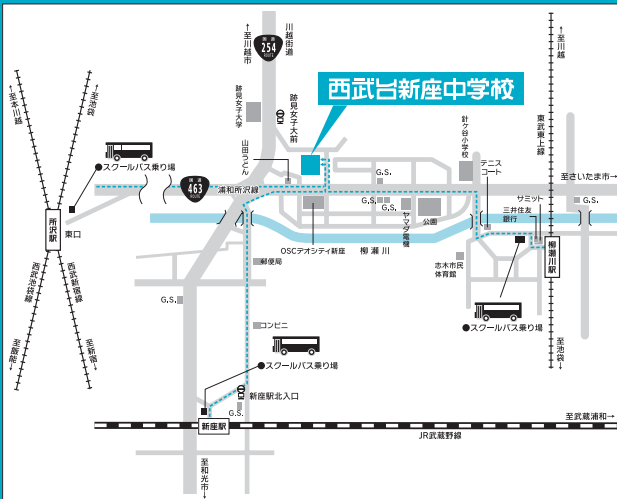 西武台新座中学校
国道
254
ROUTE
川越街道
←至川越市
跡見女子大学
跡見女子大前
山田うどん
←至本川越
←至池袋
●スクールバス乗り場
国道
463
ROUTE
浦和所沢線
G.S.
針ケ谷小学校
テニス
コート
東武東上線
←至川越
至さいたま市→
サミット
三井住友
銀行
G.S.
G.S.
G.S.
ヤマダ電機
公園
所沢駅
東口
OSCデオシティ新座
柳瀬川
柳瀬川駅
志木市民
体育館
●スクールバス乗り場
西武池袋線
西武新宿線
至飯能→
至新宿→
郵便局
G.S.
コンビニ
●スクールバス乗り場
新座駅北入口
G.S.
新座駅
至池袋→
至武蔵浦和→
JR武蔵野線
至和光市→